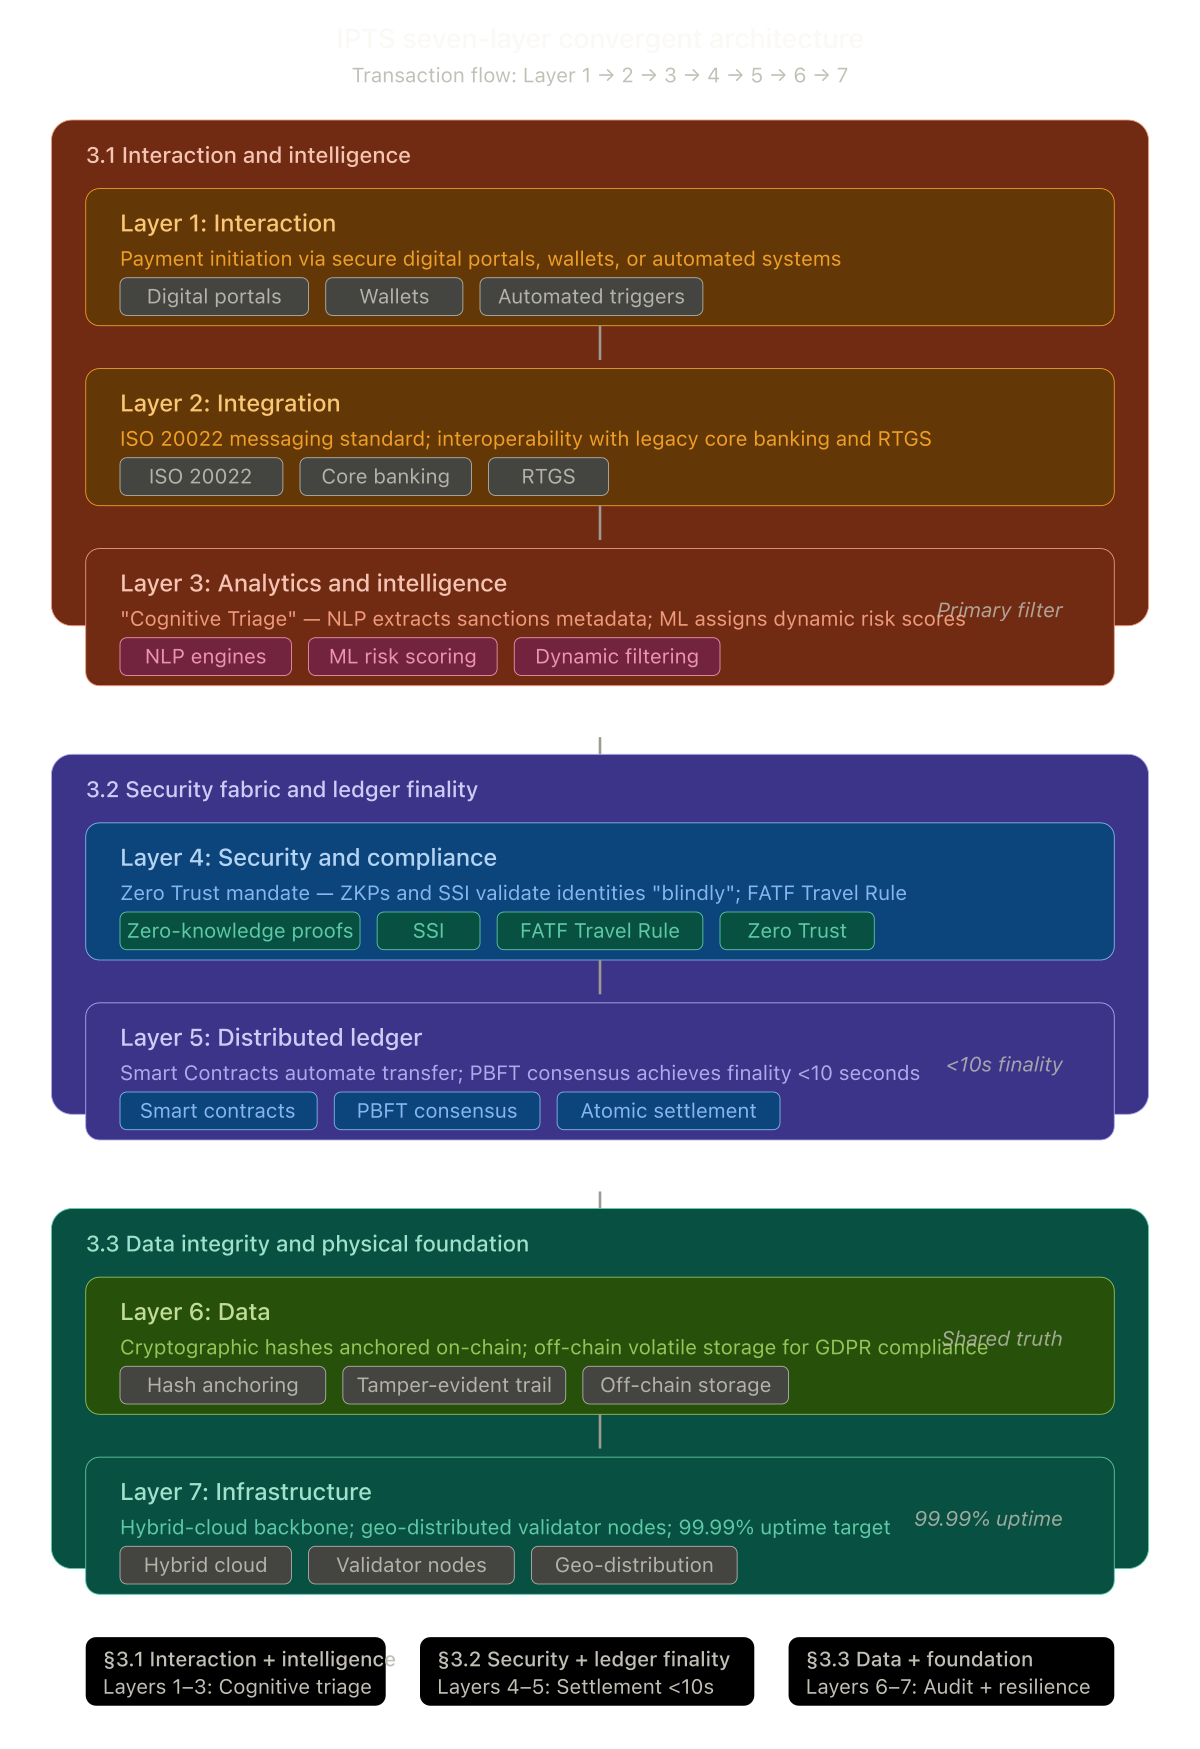 IPTS seven-layer convergent architecture
Transaction flow: Layer 1 → 2 → 3 → 4 → 5 → 6 → 7
3.1 Interaction and intelligence
Layer 1: Interaction
Payment initiation via secure digital portals, wallets, or automated systems
Digital portals Wallets Automated triggers
Layer 2: Integration
ISO 20022 messaging standard; interoperability with legacy core banking and RTGS
ISO 20022 Core banking RTGS
Layer 3: Analytics and intelligence
"Cognitive Triage" — NLP extracts sanctions metadata; ML assigns dynamic risk scores
Primary filter
NLP engines ML risk scoring Dynamic filtering
3.2 Security fabric and ledger finality
Layer 4: Security and compliance
Zero Trust mandate — ZKPs and SSI validate identities "blindly"; FATF Travel Rule
Zero-knowledge proofs SSI FATF Travel Rule Zero Trust
Layer 5: Distributed ledger
Smart Contracts automate transfer; PBFT consensus achieves finality <10 seconds
<10s finality
Smart contracts PBFT consensus Atomic settlement
3.3 Data integrity and physical foundation
Layer 6: Data
Cryptographic hashes anchored on-chain; off-chain volatile storage for GDPR compliance
Shared truth
Hash anchoring Tamper-evident trail Off-chain storage
Layer 7: Infrastructure
Hybrid-cloud backbone; geo-distributed validator nodes; 99.99% uptime target
99.99% uptime
Hybrid cloud Validator nodes Geo-distribution
§3.1 Interaction + intelligence
Layers 1–3: Cognitive triage
§3.2 Security + ledger finality
Layers 4–5: Settlement <10s
§3.3 Data + foundation
Layers 6–7: Audit + resilience